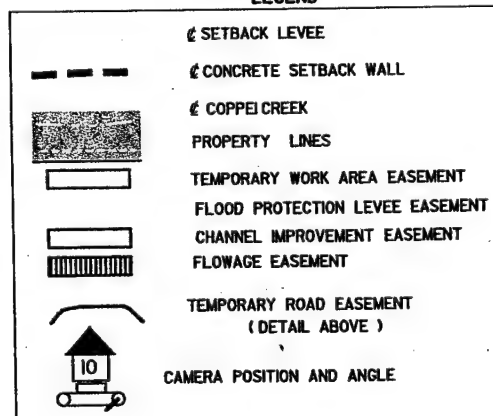 LEGEND
℄ SETBACK LEVEE
℄ CONCRETE SETBACK WALL
℄ COPPEI CREEK
PROPERTY LINES
TEMPORARY WORK AREA EASEMENT
FLOOD PROTECTION LEVEE EASEMENT
CHANNEL IMPROVEMENT EASEMENT
FLOWAGE EASEMENT
TEMPORARY ROAD EASEMENT
( DETAIL ABOVE )
10
CAMERA POSITION AND ANGLE